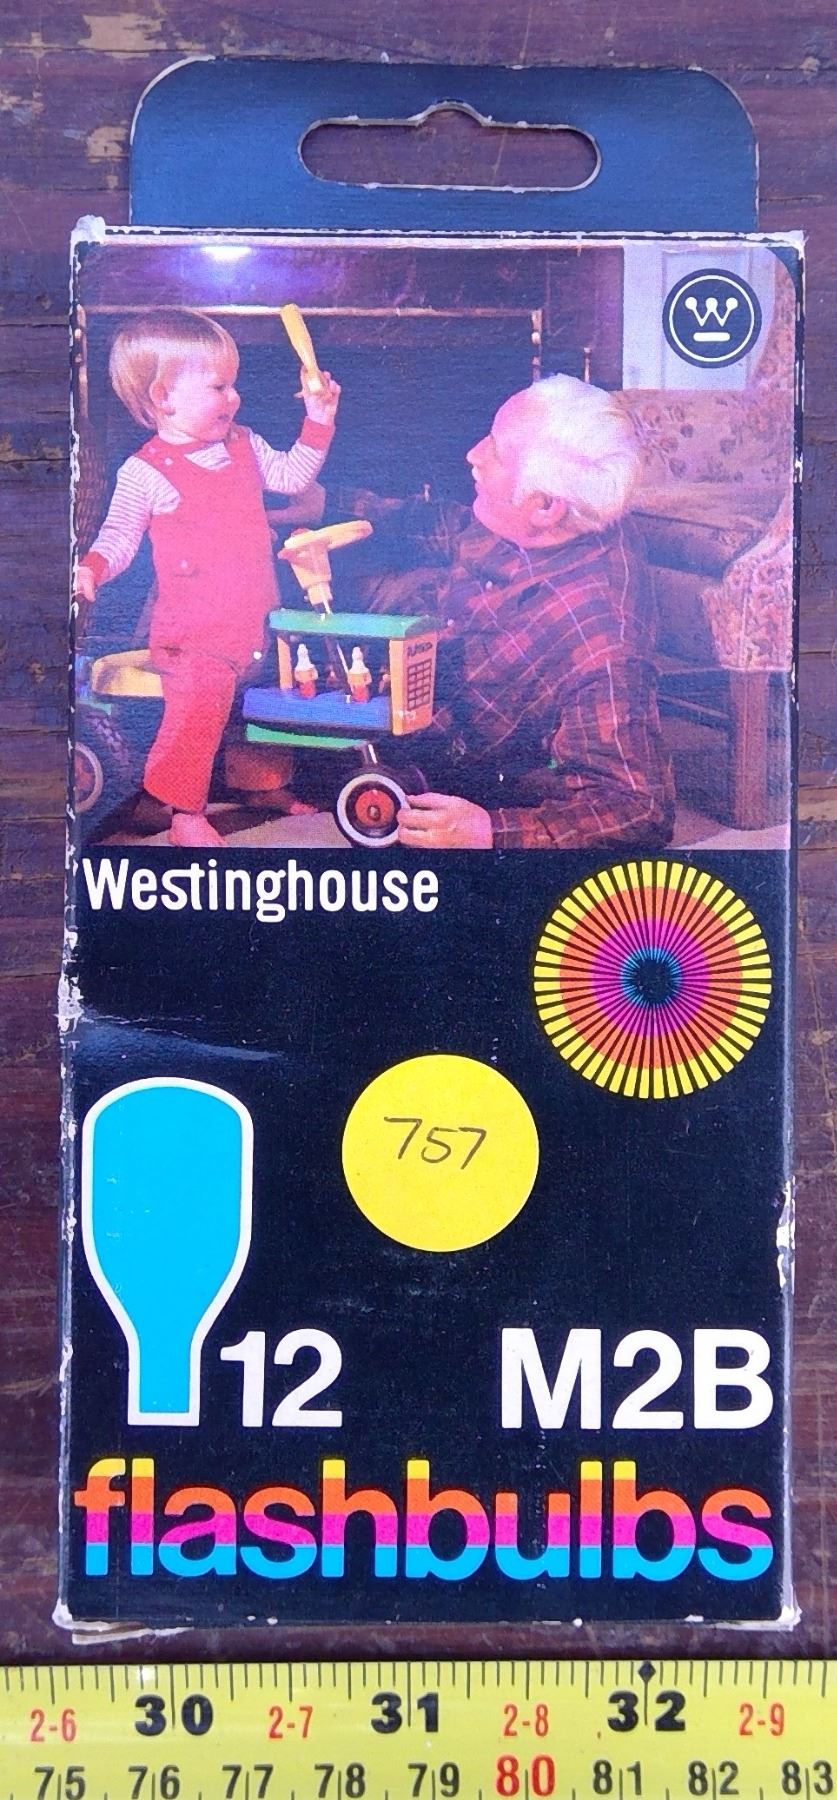 W
Westinghouse
757
12 M2B
flashbulbs
2-6 30 2-7 31 2-8 32 2-9
75 76 77 78 79 80 81 82 83